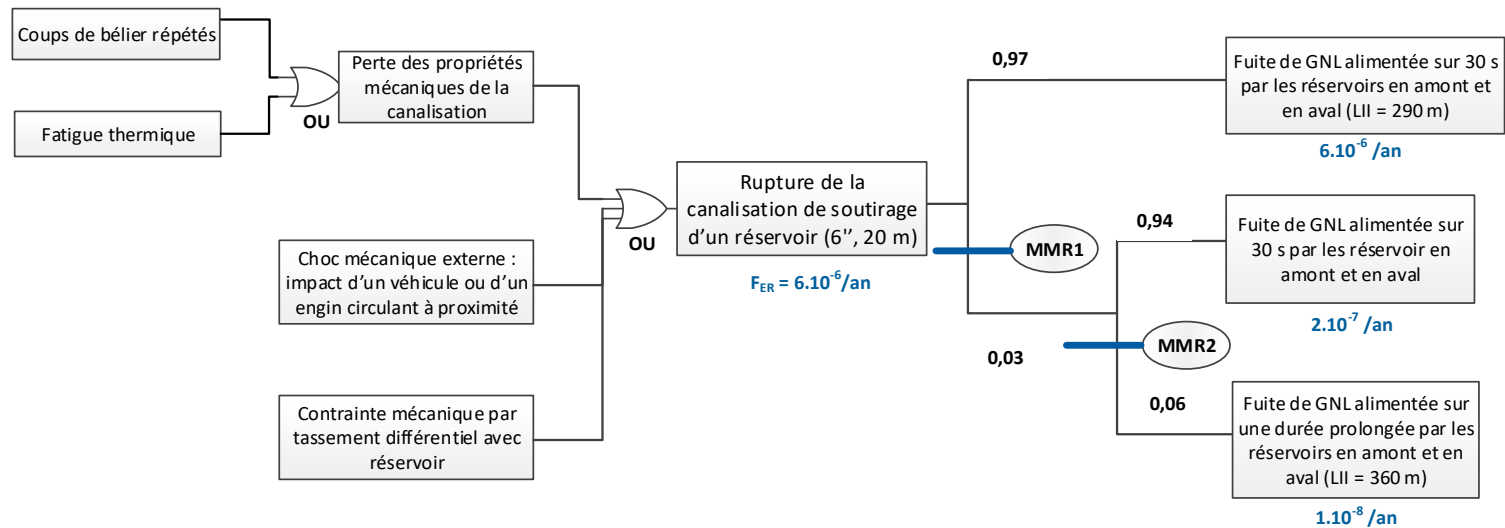 Coups de bélier répétés
Fatigue thermique
OU
Perte des propriétés
mécaniques de la
canalisation
Choc mécanique externe :
impact d’un véhicule ou d’un
engin circulant à proximité
Contrainte mécanique par
tassement différentiel avec
réservoir
OU
Rupture de la
canalisation de soutirage
d’un réservoir (6’’, 20 m)
F_ER = 6.10^-6/an
0,97
MMR1
0,03
0,94
MMR2
0,06
Fuite de GNL alimentée sur 30 s
par les réservoirs en amont et
en aval (LII = 290 m)
6.10^-6 /an
Fuite de GNL alimentée sur
30 s par les réservoir en
amont et en aval
2.10^-7 /an
Fuite de GNL alimentée sur
une durée prolongée par les
réservoirs en amont et en
aval (LII = 360 m)
1.10^-8 /an